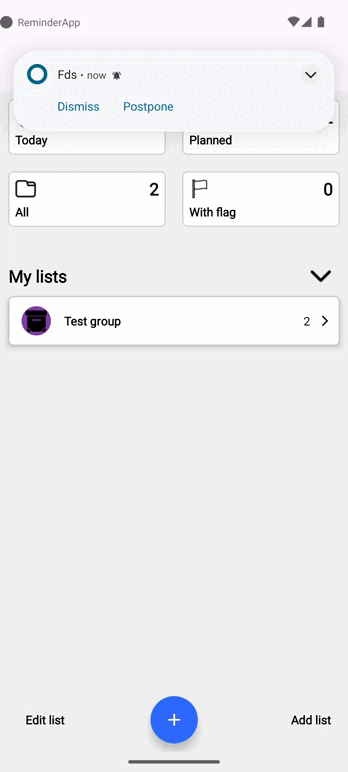 ReminderApp
Fds • now
Dismiss Postpone
Today Planned
2 0
All With flag
My lists
Test group 2
Edit list + Add list